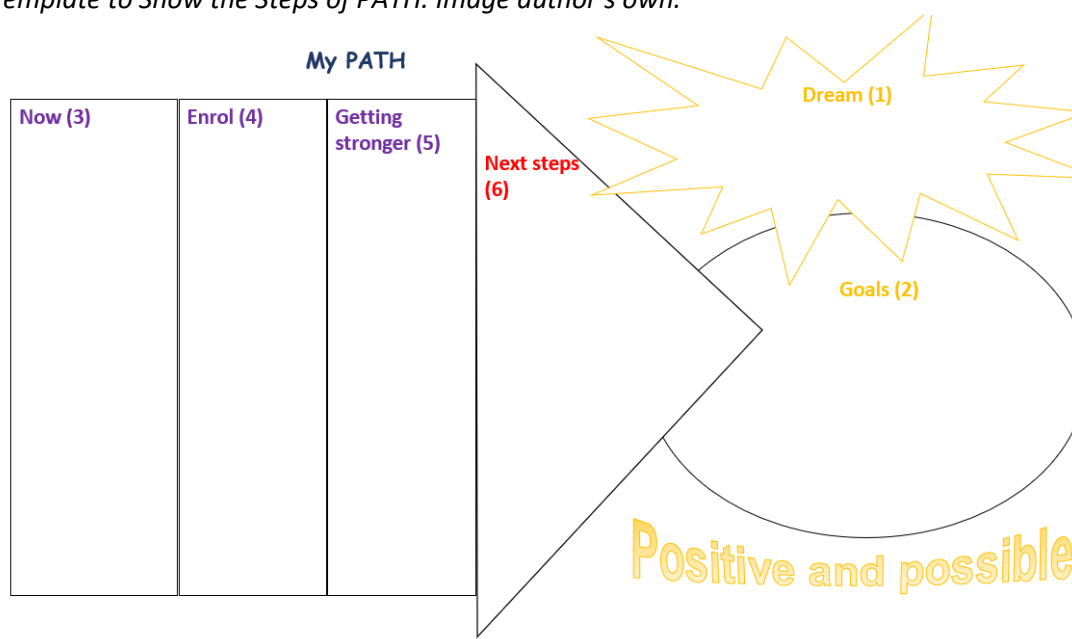 emplate to Show the Steps of PATH. Image author's own.
My PATH
Now (3)
Enrol (4)
Getting
stronger (5)
Next steps
(6)
Dream (1)
Goals (2)
Positive and possible